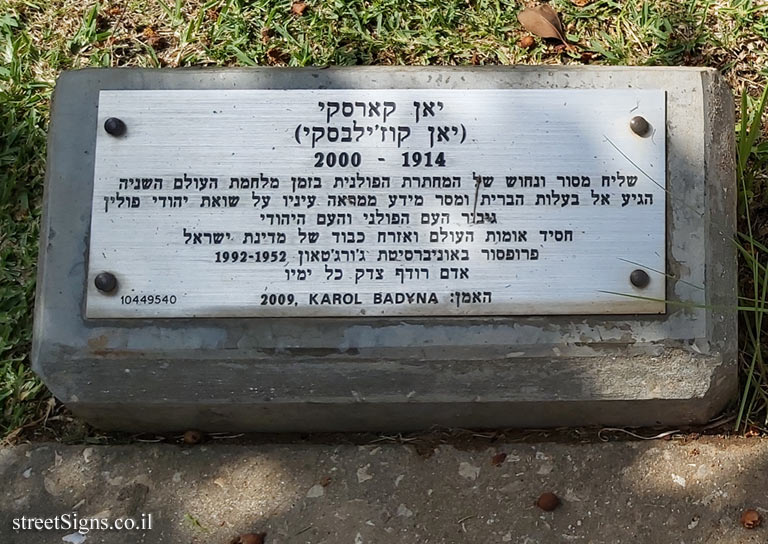 יאן קארסקי
(יאן קוז'ילבסקי)
1914 - 2000
שליח מסור ונחוש של המחתרת הפולנית בזמן מלחמת העולם השניה
הגיע אל בעלות הברית ומסר מידע ממראה עיניו על שואת יהודי פולין
גיבור העם הפולני והעם היהודי
חסיד אומות העולם ואזרח כבוד של מדינת ישראל
פרופסור באוניברסיטת ג'ורג'טאון 1992-1952
אדם רודף צדק כל ימיו
האמן: 2009, KAROL BADYNA
10449540
streetSigns.co.il